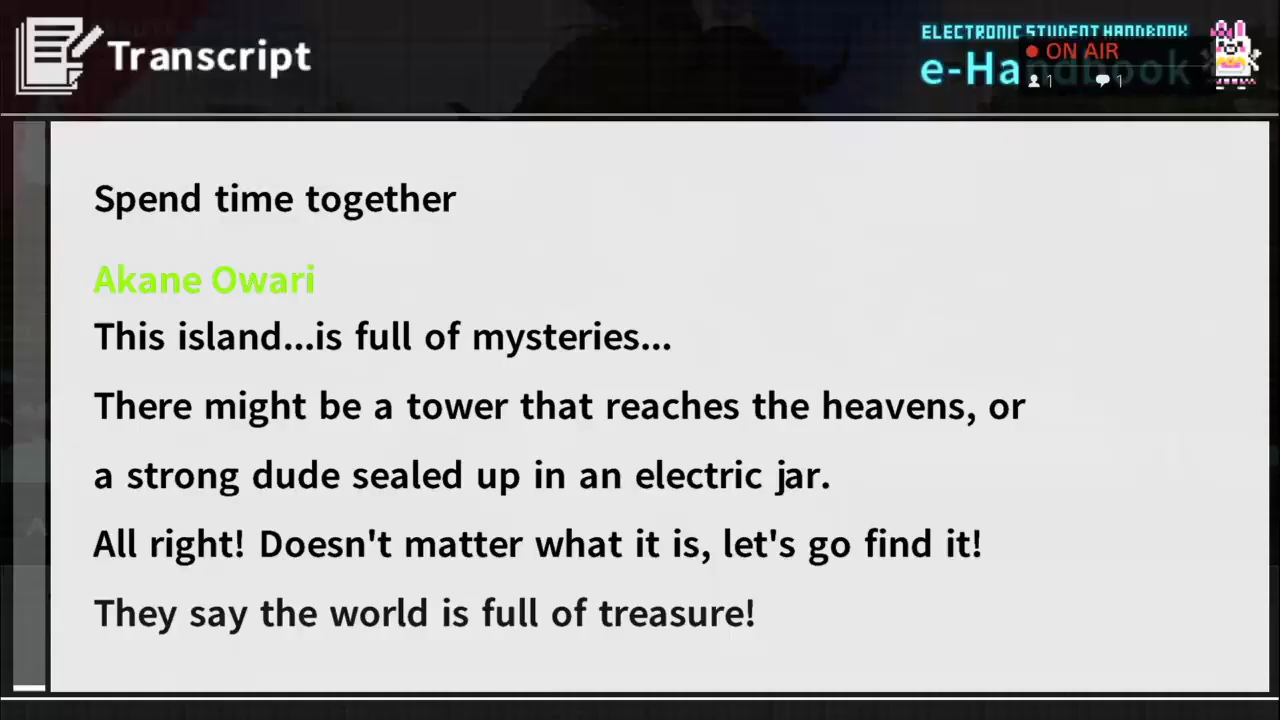 Transcript
ELECTRONIC STUDENT HANDBOOK
e-Handbook
ON AIR
1 1
Spend time together
Akane Owari
This island...is full of mysteries...
There might be a tower that reaches the heavens, or
a strong dude sealed up in an electric jar.
All right! Doesn't matter what it is, let's go find it!
They say the world is full of treasure!